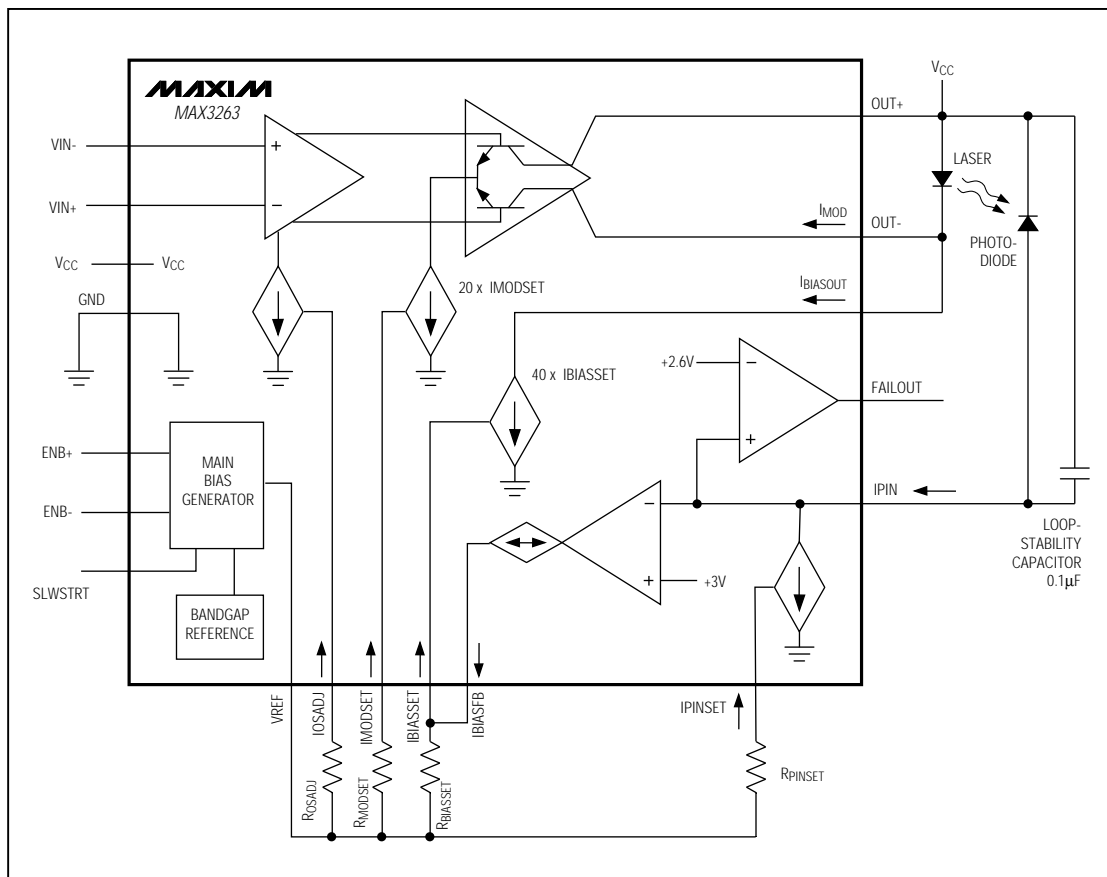 MAXIM
MAX3263
VCC
OUT+
VIN-
+
LASER
VIN+
−
IMOD
OUT-
PHOTO-
DIODE
VCC
VCC
IBIASOUT
GND
20 x IMODSET
+2.6V
−
40 x IBIASSET
FAILOUT
+
ENB+
MAIN
BIAS
GENERATOR
IPIN
−
ENB-
LOOP-
STABILITY
CAPACITOR
0.1μF
+
+3V
SLWSTRT
BANDGAP
REFERENCE
VREF
IOSADJ
IMODSET
IBIASSET
IBIASFB
IPINSET
ROSADJ
RMODSET
RBIASSET
RPINSET